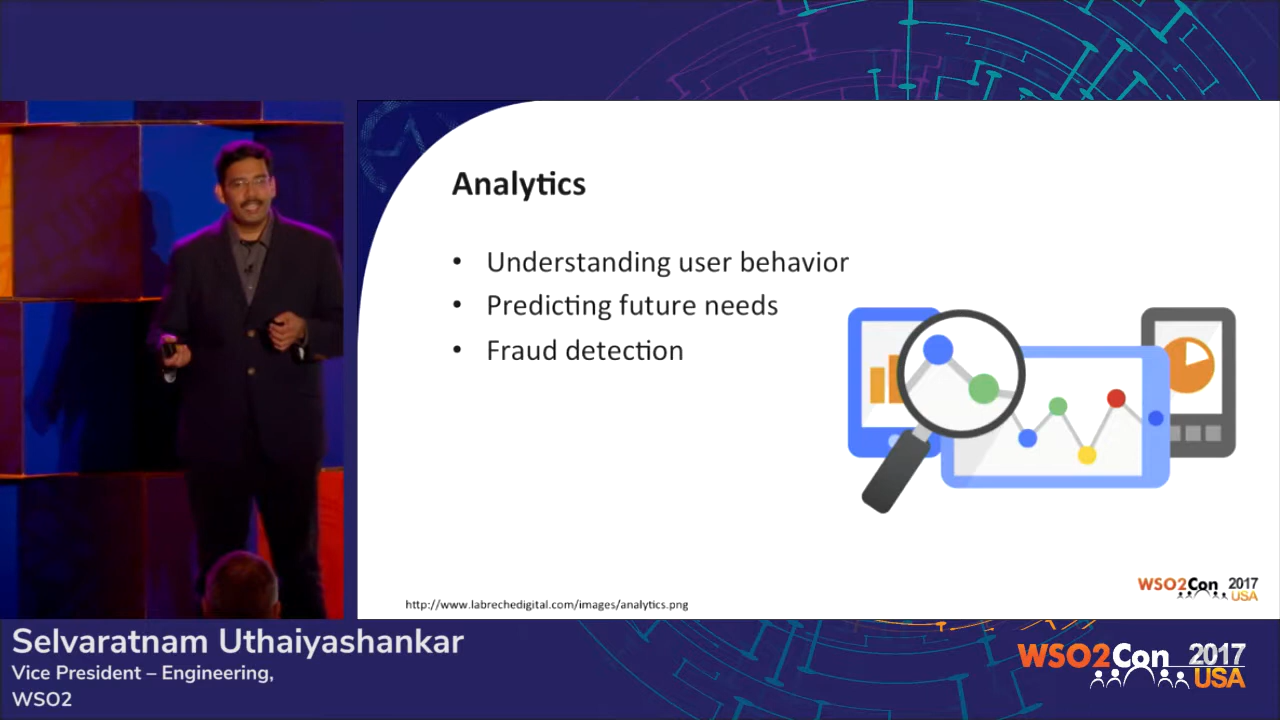 Analytics
• Understanding user behavior
• Predicting future needs
• Fraud detection
WSO2Con 2017
USA
http://www.labrechedigital.com/images/analytics.png
Selvaratnam Uthaiyashankar
Vice President – Engineering,
WSO2
WSO2Con 2017
USA